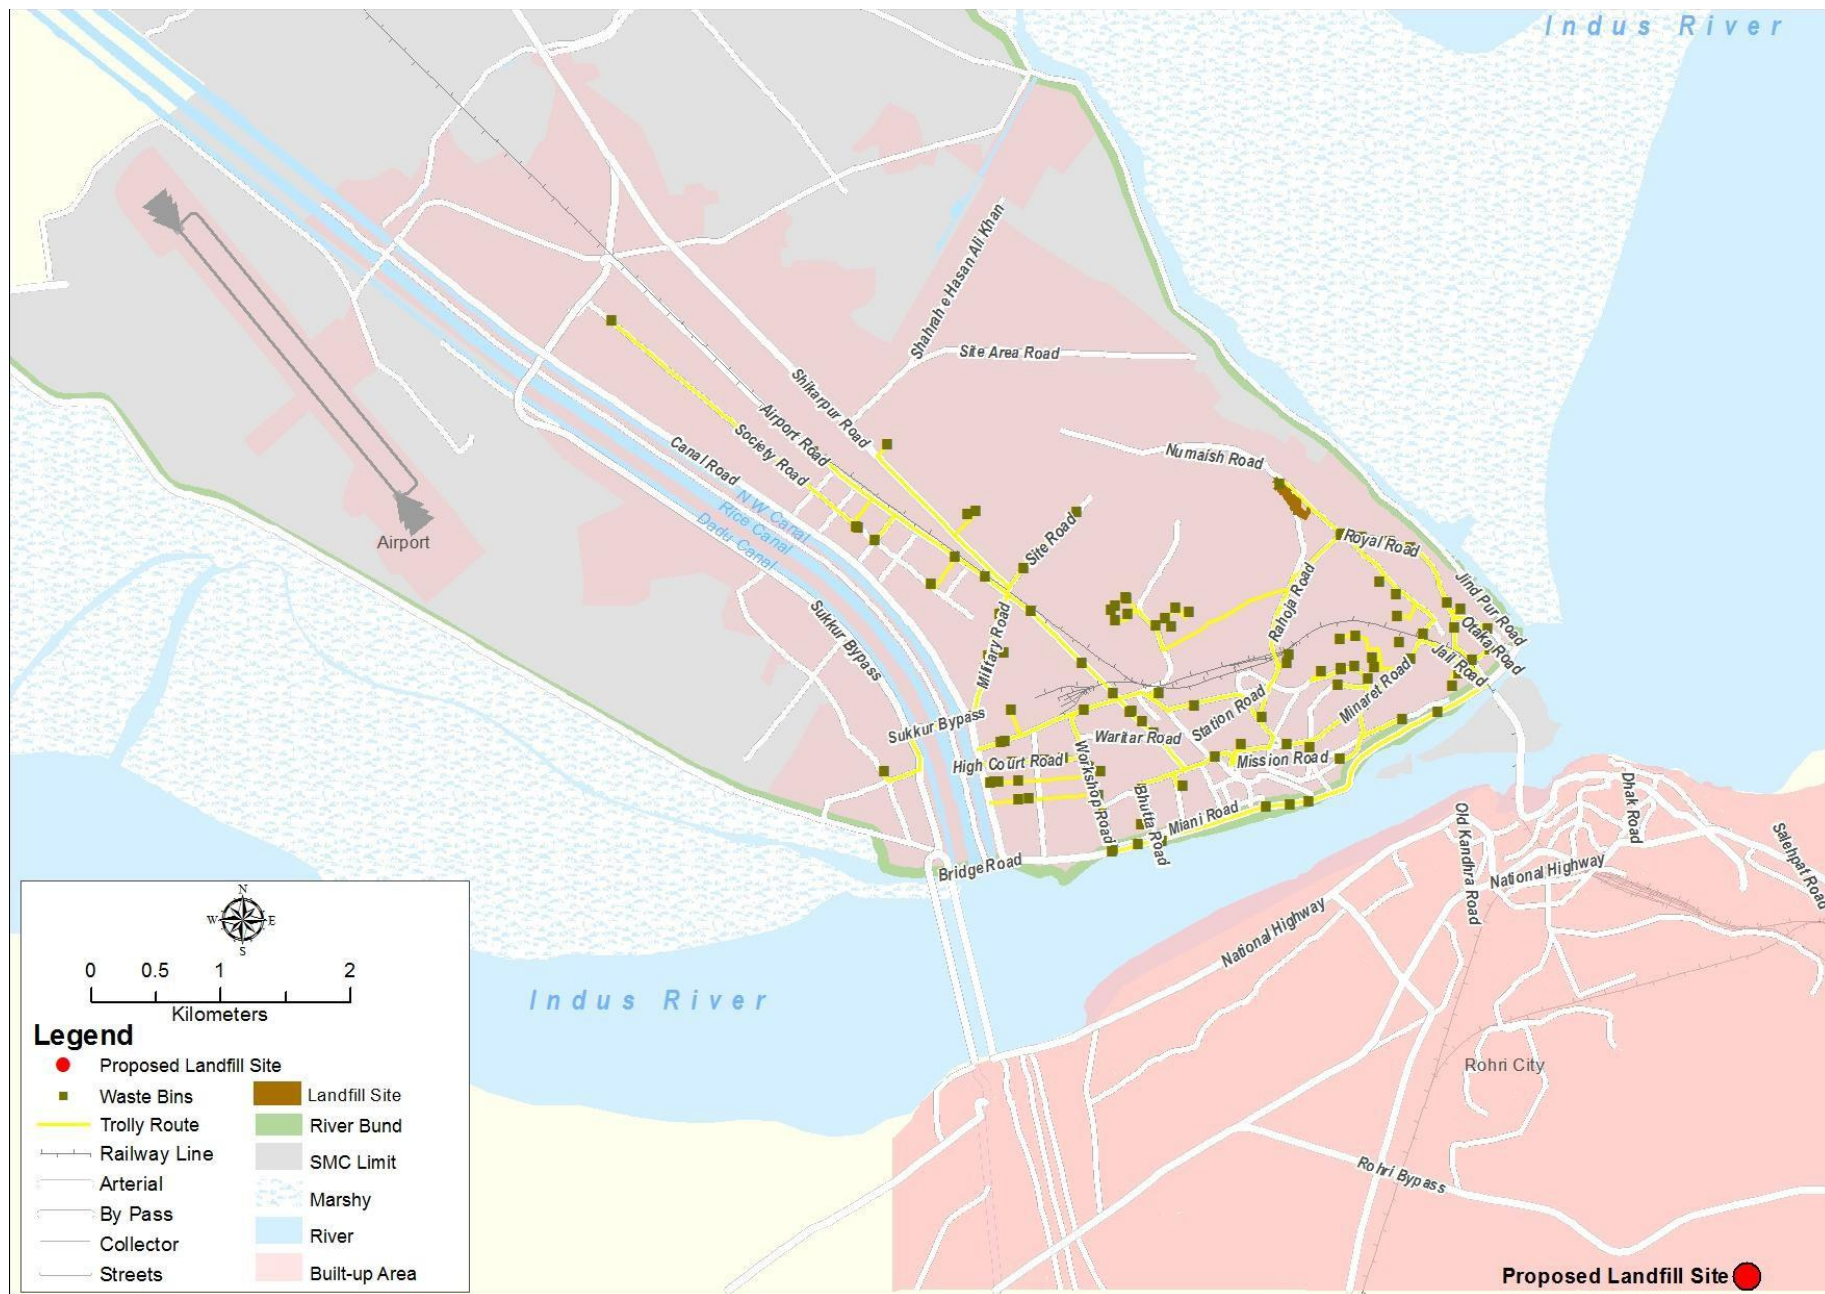 Indus River
Shahrah e Hasan Ali Khan
Site Area Road
Shikarpur Road
Airport Road
Society Road
Canal Road
Numaish Road
N W Canal
Rice Canal
Dadu Canal
Airport
Site Road
Royal Road
Jind Pur Road
Rahoja Road
Otaka Road
Jail Road
Sukkur Bypass
Military Road
Minaret Road
Station Road
Sukkur Bypass
Waritar Road
High Court Road
Workshop Road
Mission Road
Bhutta Road
Miani Road
Bridge Road
Dhak Road
Old Kandhra Road
Salehpat Road
National Highway
National Highway
Indus River
Rohri City
Rohri Bypass
Proposed Landfill Site
N
W E
S
0 0.5 1 2
Kilometers
Legend
Proposed Landfill Site
Waste Bins
Trolly Route
Railway Line
Arterial
By Pass
Collector
Streets
Landfill Site
River Bund
SMC Limit
Marshy
River
Built-up Area